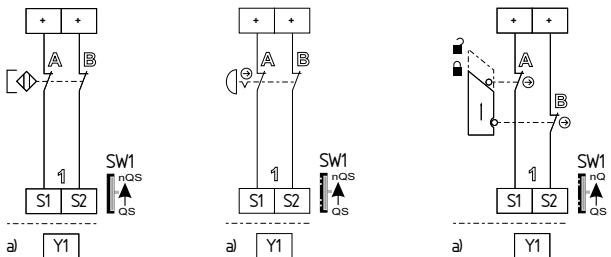 + +
A B
1
SW1
nQS
S1 S2
QS
a) Y1
+ +
A B
SW1
nQS
1
S1 S2
QS
a) Y1
+ +
A
B
1
SW1
nQ
1
S1 S2
QS
a) Y1